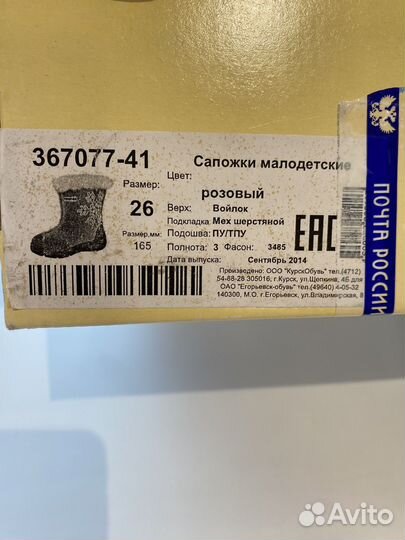 367077-41
Сапожки малодетские
Цвет:
розовый
Размер:
26
Верх: Войлок
Подкладка: Мех шерстяной
Размер,мм:
165
Подошва: ПУ/ТПУ
Полнота: 3 Фасон: 3485
Дата выпуска: Сентябрь 2014
EAC
Произведено: ООО "КурскОбувь" тел.(4712)
54-88-28 305016, г.Курск, ул.Щепкина, 4Б для
ОАО "Егорьевск-обувь" тел.(49640) 4-05-32
140300, М.О. г.Егорьевск, ул.Владимирская, 8
ПОЧТА РОССИИ
Avito